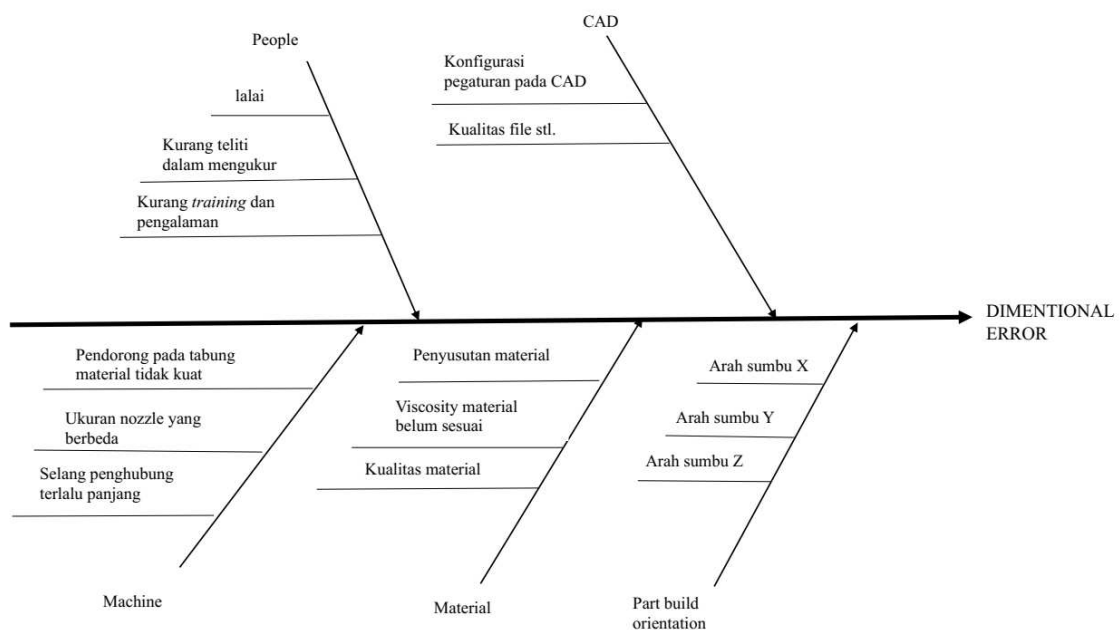 People
lalai
Kurang teliti
dalam mengukur
Kurang training dan
pengalaman
CAD
Konfigurasi
pegaturan pada CAD
Kualitas file stl.
DIMENTIONAL
ERROR
Pendorong pada tabung
material tidak kuat
Ukuran nozzle yang
berbeda
Selang penghubung
terlalu panjang
Machine
Penyusutan material
Viscosity material
belum sesuai
Kualitas material
Material
Arah sumbu X
Arah sumbu Y
Arah sumbu Z
Part build
orientation